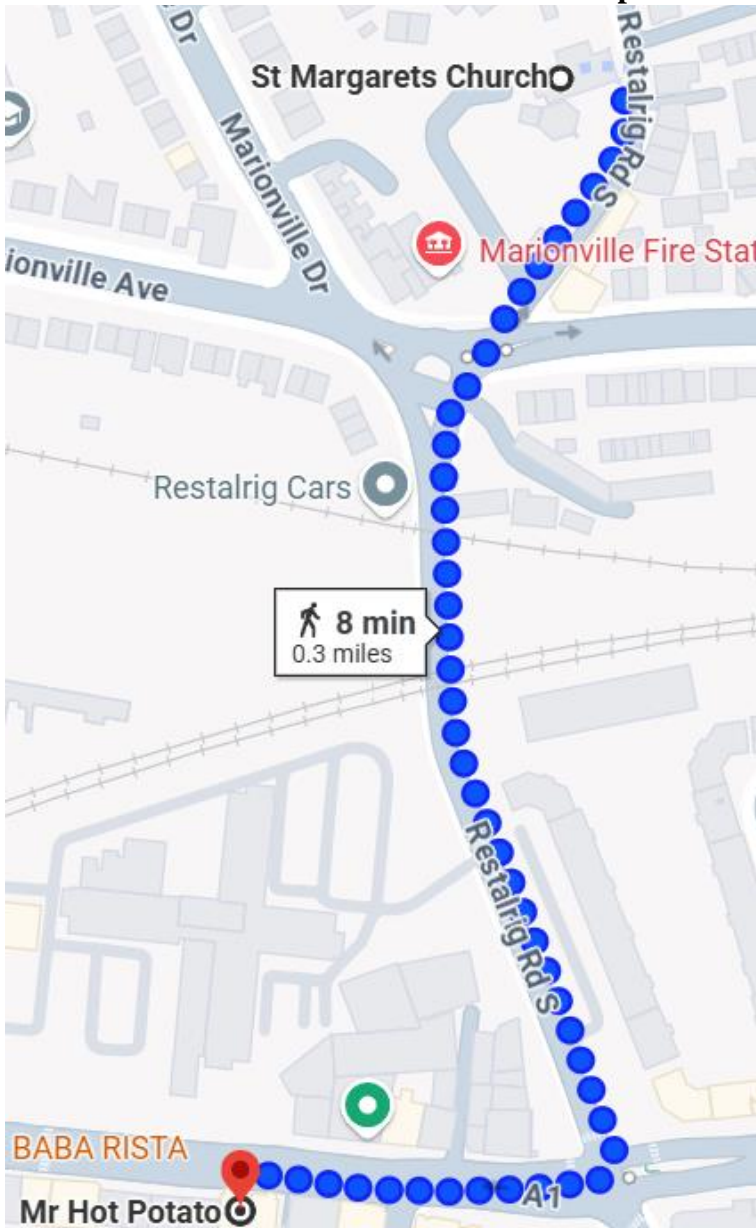 Restalrig Rd S
St Margarets Church
Dr
Marionville Dr
Marionville Fire Stat
ionville Ave
Restalrig Cars
8 min
0.3 miles
Restalrig Rd S
BABA RISTA
A1
Mr Hot Potato